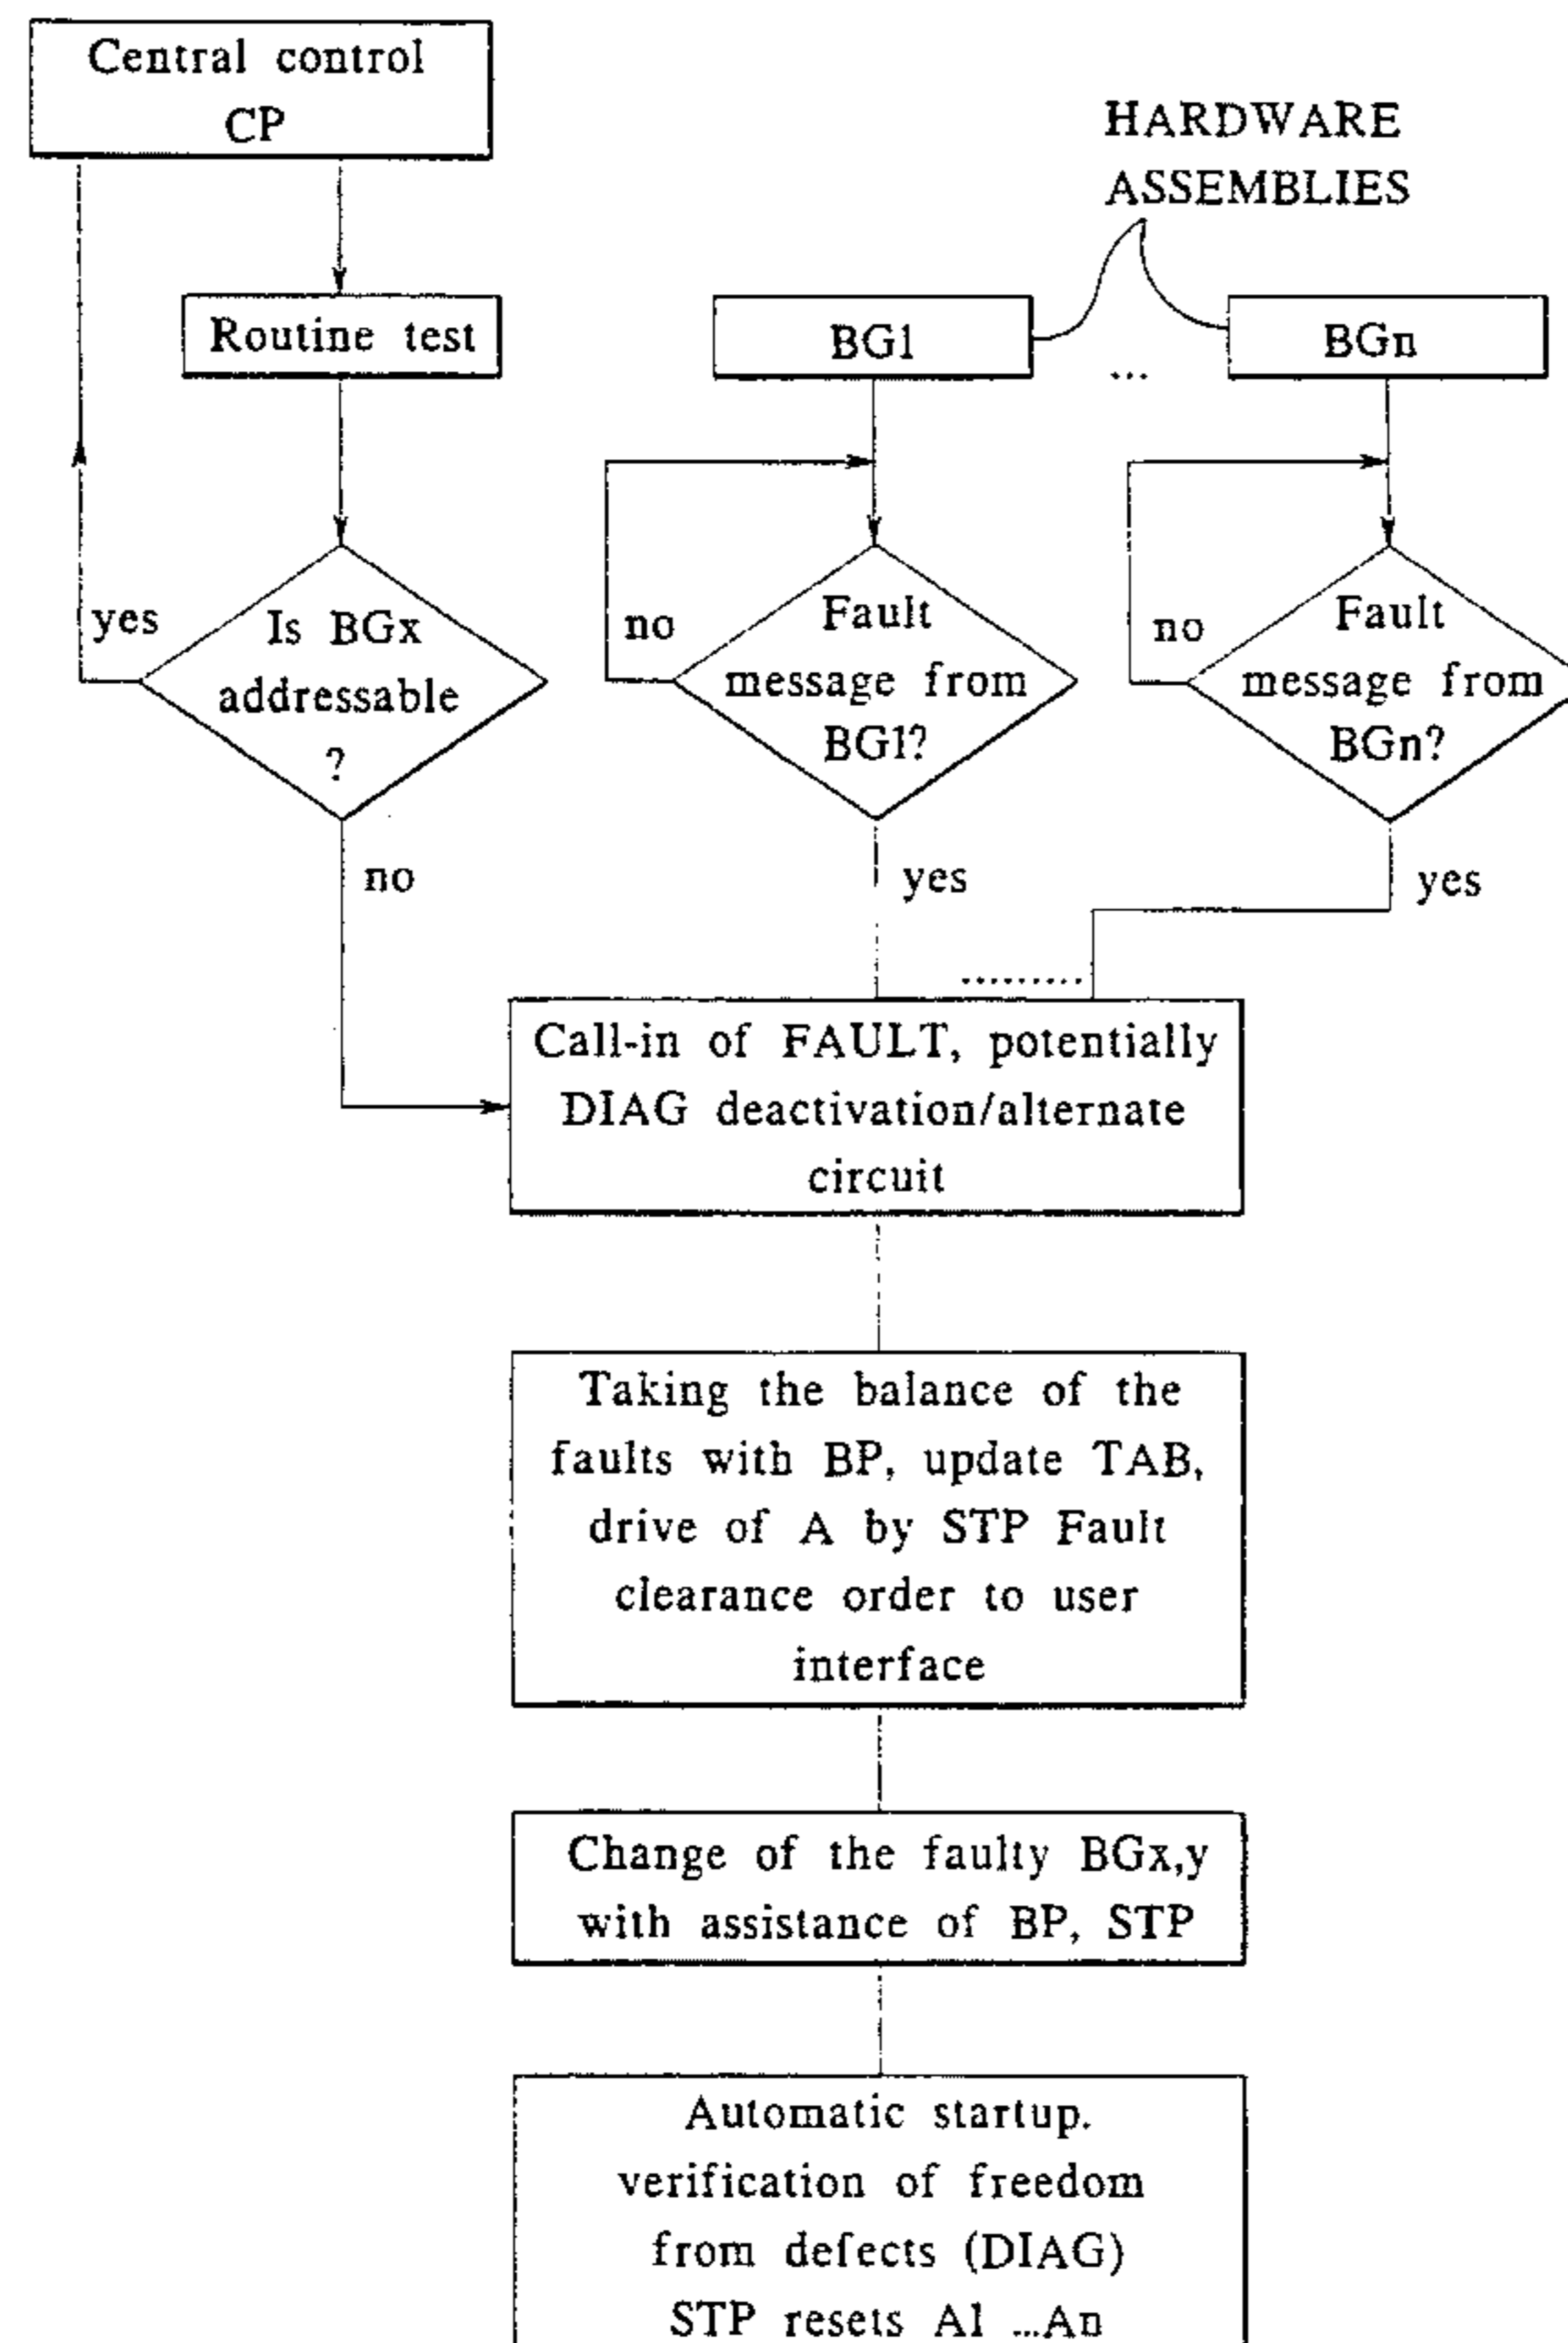 Central control
CP
HARDWARE
ASSEMBLIES
Routine test
BG1
...
BGn
yes
Is BGx
addressable
?
no
Fault
message from
BG1?
no
Fault
message from
BGn?
no
yes
yes
.........
Call-in of FAULT, potentially
DIAG deactivation/alternate
circuit
Taking the balance of the
faults with BP, update TAB,
drive of A by STP Fault
clearance order to user
interface
Change of the faulty BGx,y
with assistance of BP, STP
Automatic startup.
verification of freedom
from defects (DIAG)
STP resets A1 ...An